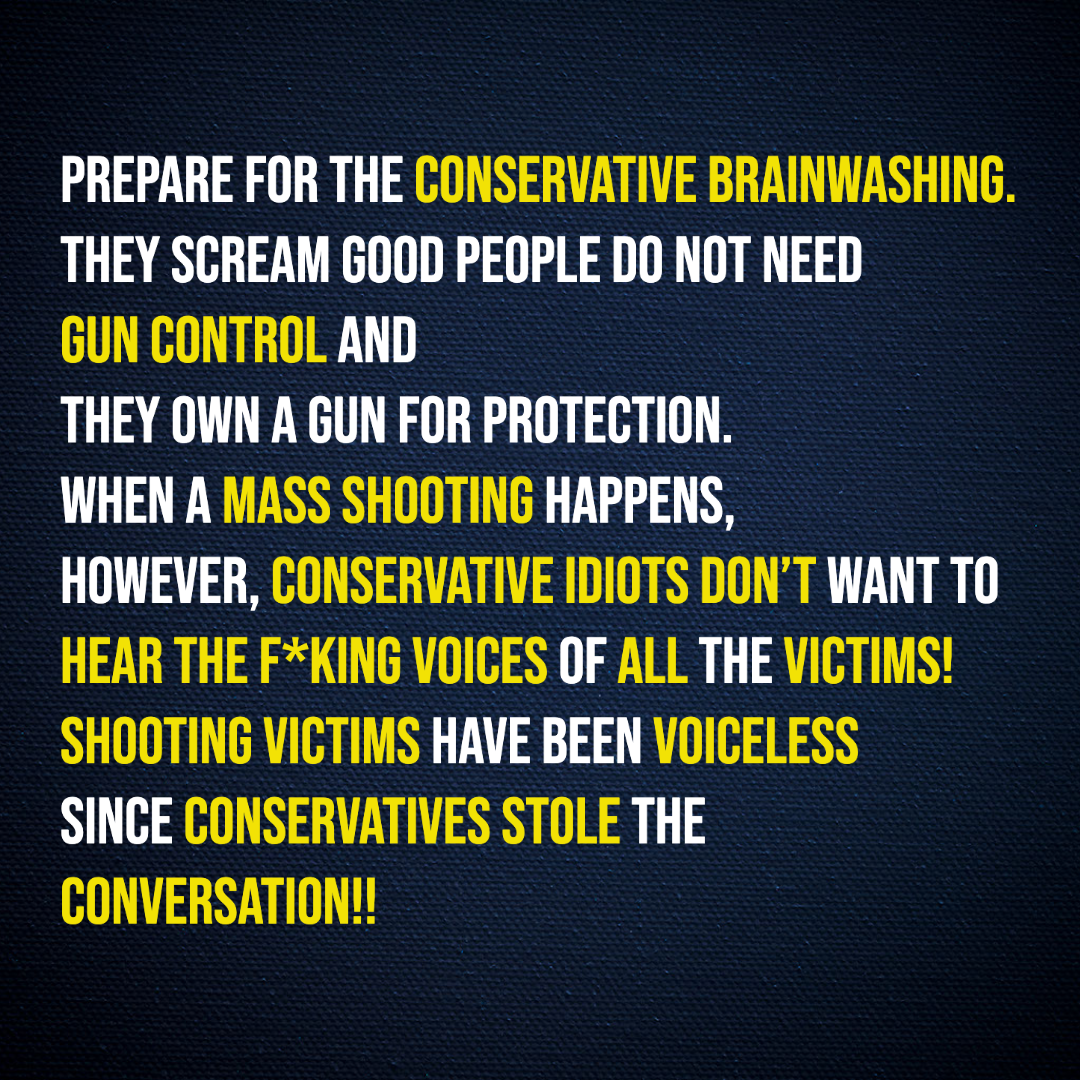 PREPARE FOR THE CONSERVATIVE BRAINWASHING.
THEY SCREAM GOOD PEOPLE DO NOT NEED
GUN CONTROL AND
THEY OWN A GUN FOR PROTECTION.
WHEN A MASS SHOOTING HAPPENS,
HOWEVER, CONSERVATIVE IDIOTS DON'T WANT TO
HEAR THE F*KING VOICES OF ALL THE VICTIMS!
SHOOTING VICTIMS HAVE BEEN VOICELESS
SINCE CONSERVATIVES STOLE THE
CONVERSATION!!